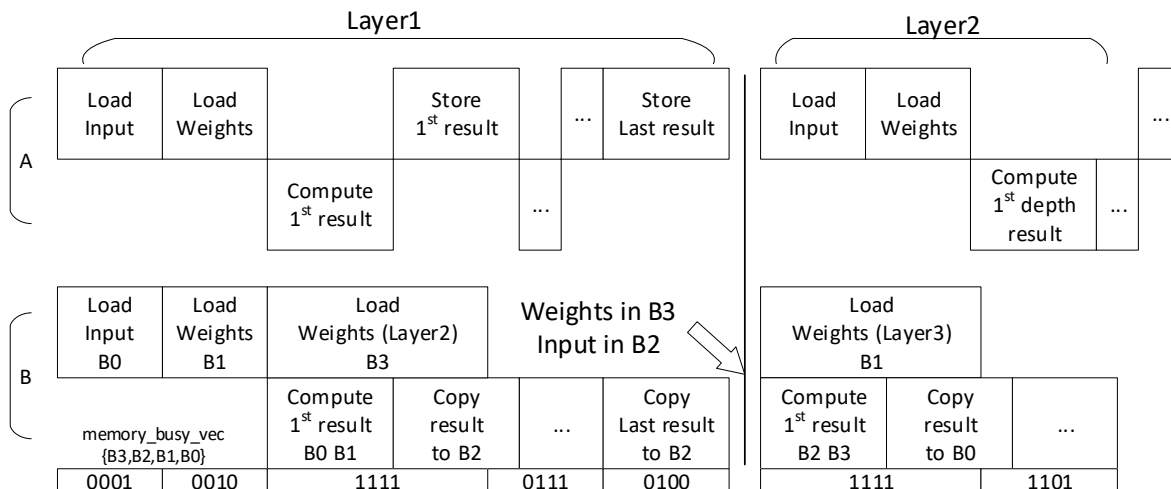 Layer1
Layer2
Load
Input
Load
Weights
Store
1st result
...
Store
Last result
Load
Input
Load
Weights
...
A
Compute
1st result
...
Compute
1st depth
result
...
Load
Input
B0
Load
Weights
B1
Load
Weights (Layer2)
B3
Weights in B3
Input in B2
Load
Weights (Layer3)
B1
B
memory_busy_vec
{B3,B2,B1,B0}
Compute
1st result
B0 B1
Copy
result
to B2
...
Copy
Last result
to B2
Compute
1st result
B2 B3
Copy
result
to B0
...
0001
0010
1111
0111
0100
1111
1101